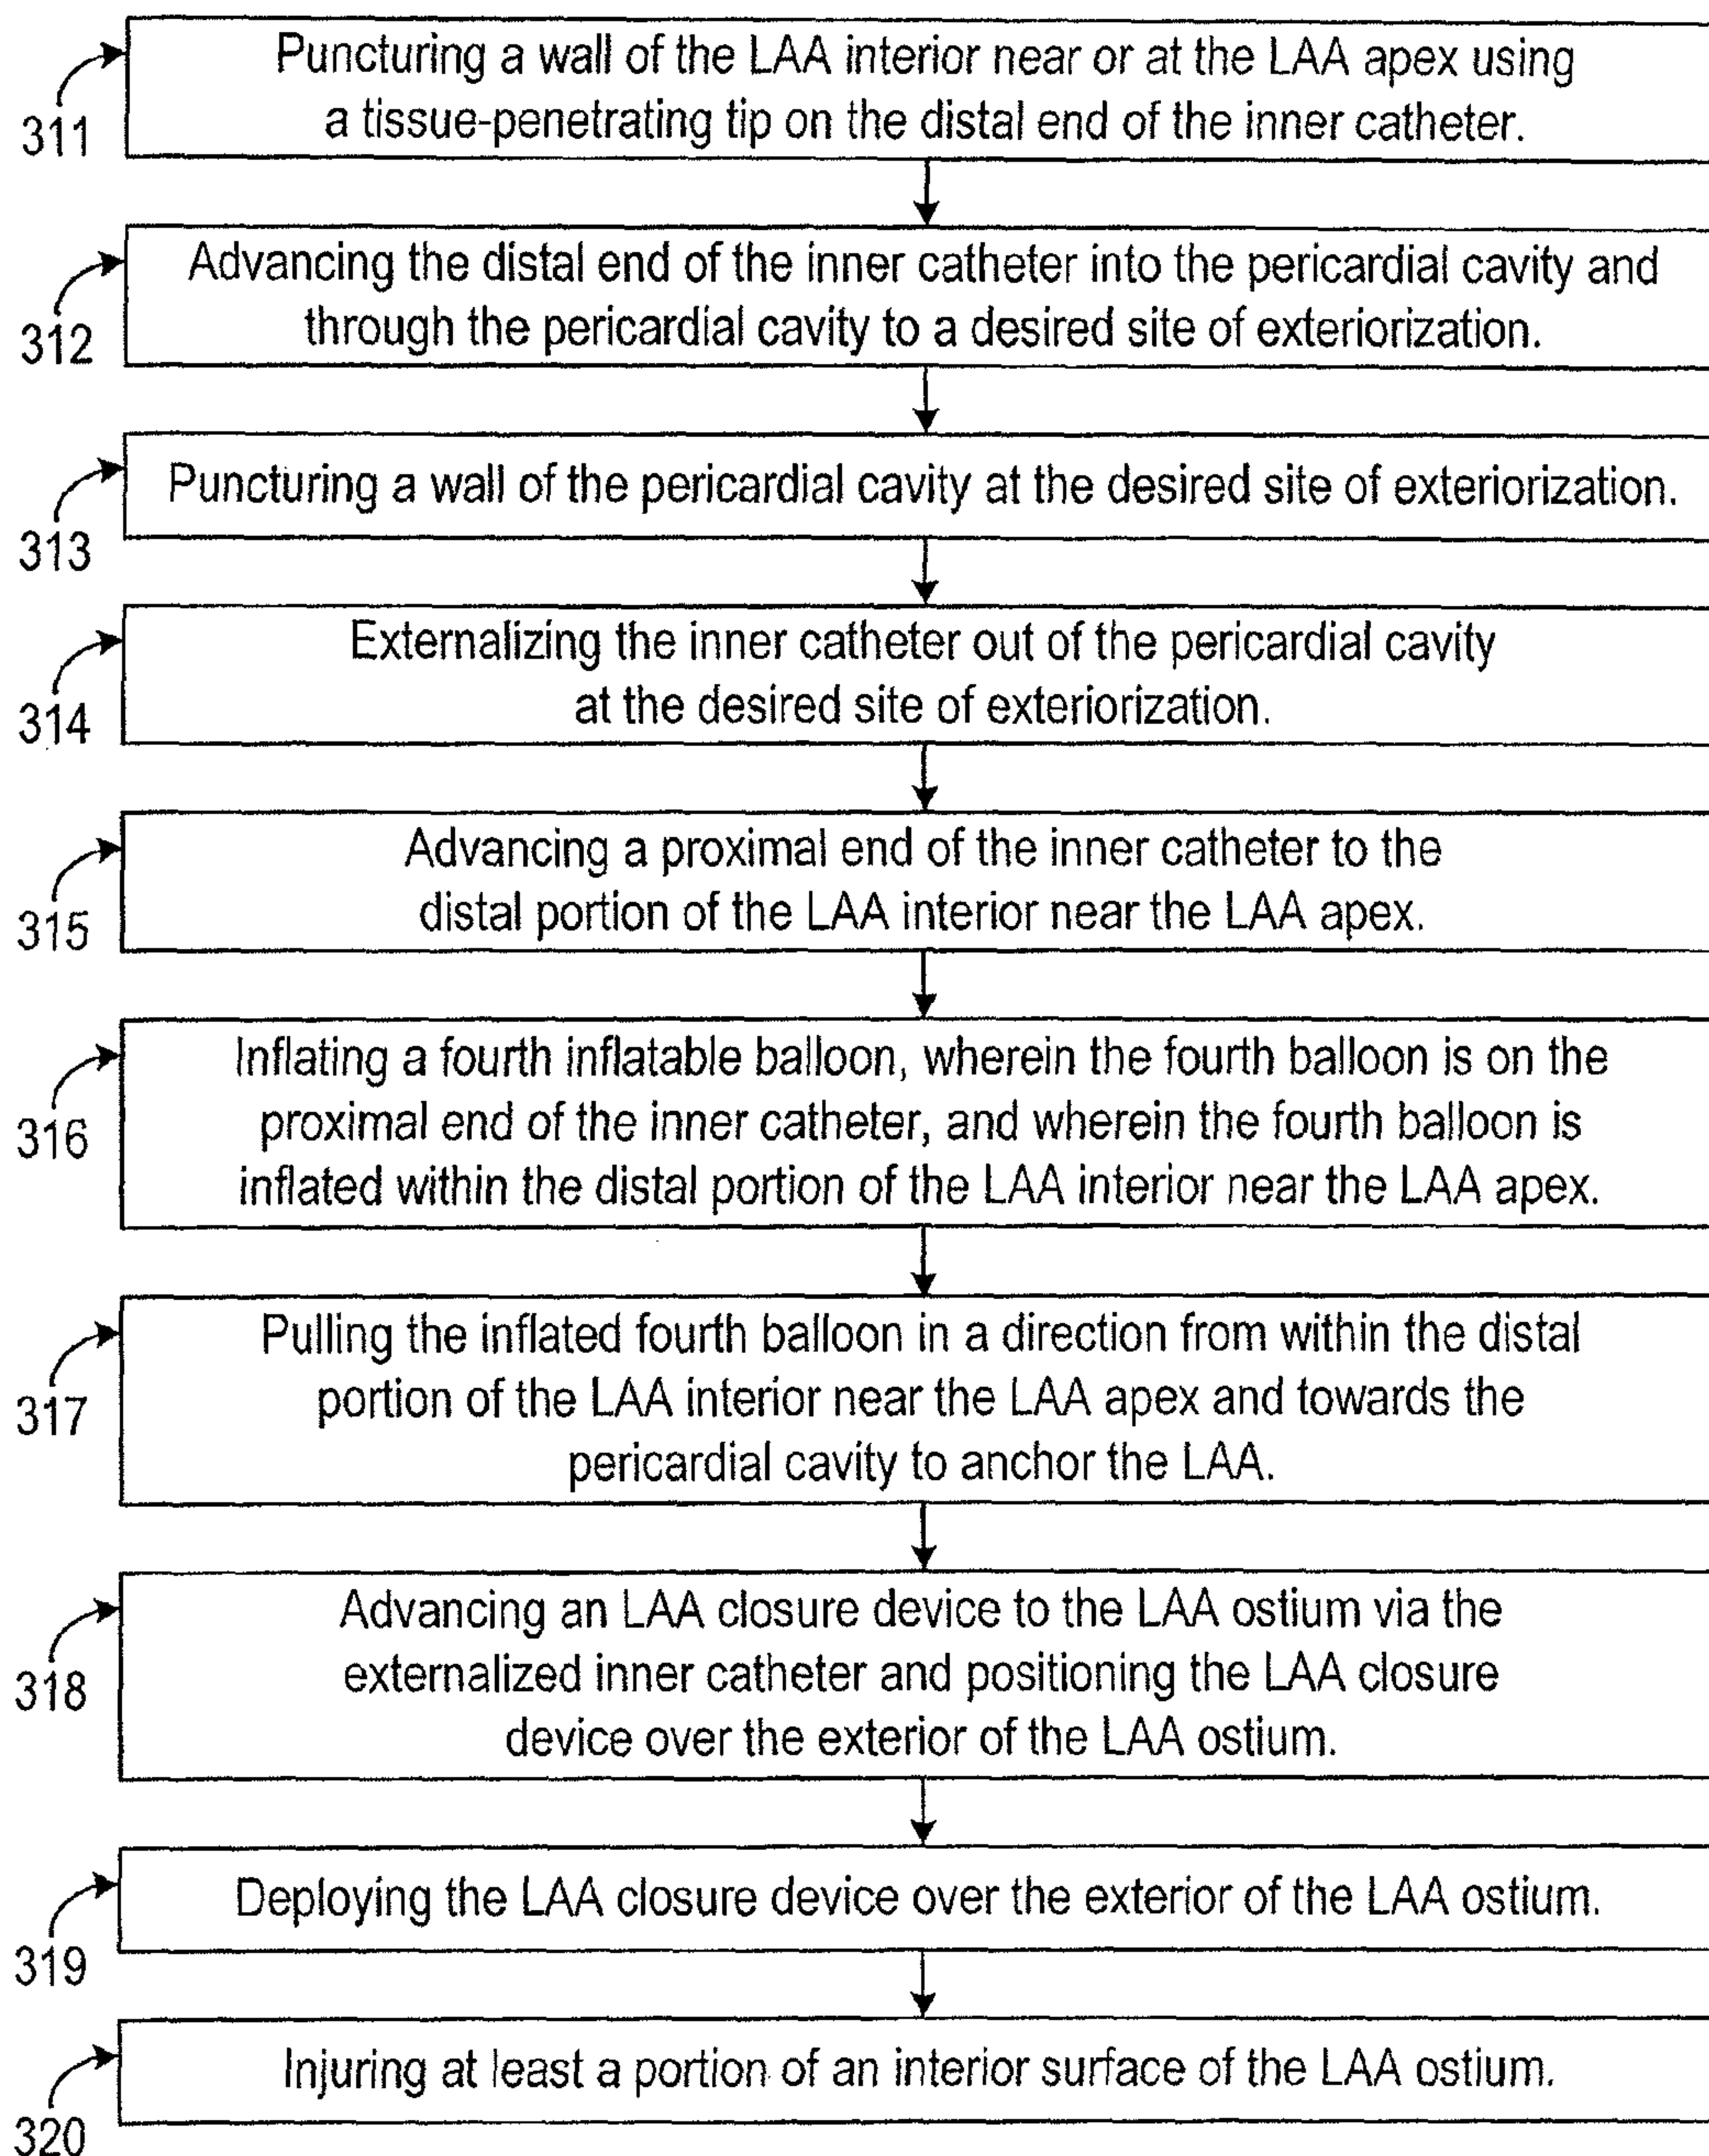 311
Puncturing a wall of the LAA interior near or at the LAA apex using
a tissue-penetrating tip on the distal end of the inner catheter.
312
Advancing the distal end of the inner catheter into the pericardial cavity and
through the pericardial cavity to a desired site of exteriorization.
313
Puncturing a wall of the pericardial cavity at the desired site of exteriorization.
314
Externalizing the inner catheter out of the pericardial cavity
at the desired site of exteriorization.
315
Advancing a proximal end of the inner catheter to the
distal portion of the LAA interior near the LAA apex.
316
Inflating a fourth inflatable balloon, wherein the fourth balloon is on the
proximal end of the inner catheter, and wherein the fourth balloon is
inflated within the distal portion of the LAA interior near the LAA apex.
317
Pulling the inflated fourth balloon in a direction from within the distal
portion of the LAA interior near the LAA apex and towards the
pericardial cavity to anchor the LAA.
318
Advancing an LAA closure device to the LAA ostium via the
externalized inner catheter and positioning the LAA closure
device over the exterior of the LAA ostium.
319
Deploying the LAA closure device over the exterior of the LAA ostium.
320
Injuring at least a portion of an interior surface of the LAA ostium.